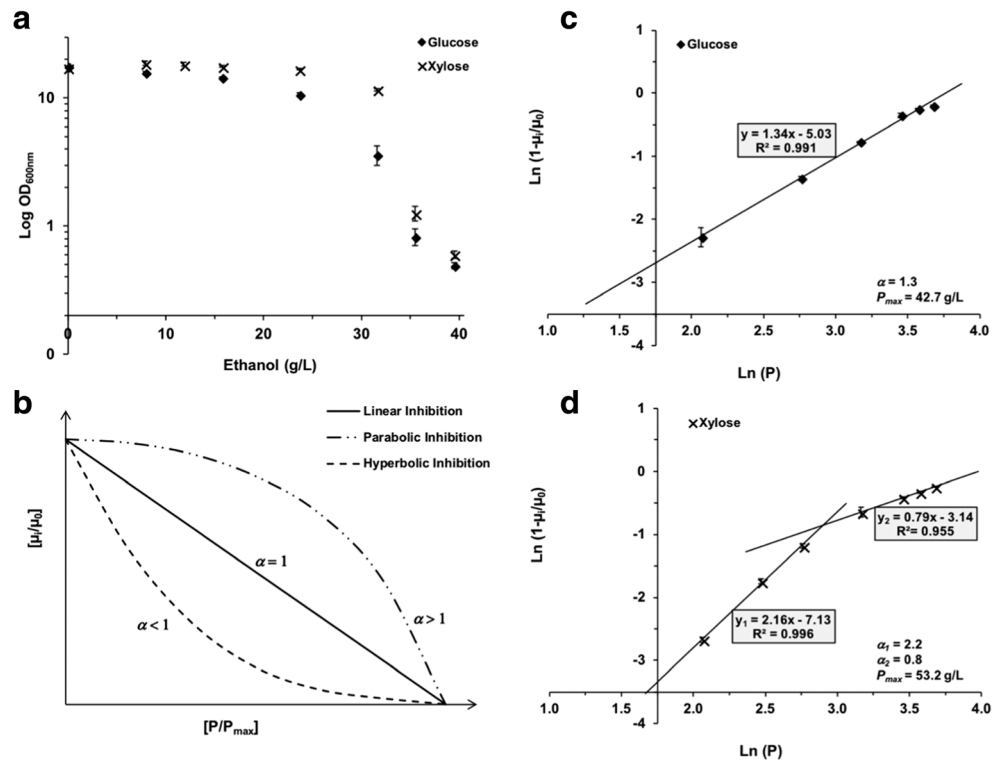 a
Glucose
Xylose
Log OD600nm
10
1
0
0
10
20
30
40
Ethanol (g/L)
b
Linear Inhibition
Parabolic Inhibition
Hyperbolic Inhibition
[μi/μ0]
α = 1
α < 1
α > 1
[P/Pmax]
c
Glucose
Ln (1-μi/μ0)
1
0
-1
-2
-3
-4
y = 1.34x - 5.03
R² = 0.991
α = 1.3
Pmax = 42.7 g/L
1.0
1.5
2.0
2.5
3.0
3.5
4.0
Ln (P)
d
Xylose
Ln (1-μi/μ0)
1
0
-1
-2
-3
-4
y2 = 0.79x - 3.14
R²= 0.955
y1 = 2.16x - 7.13
R² = 0.996
α1 = 2.2
α2 = 0.8
Pmax = 53.2 g/L
1.0
1.5
2.0
2.5
3.0
3.5
4.0
Ln (P)